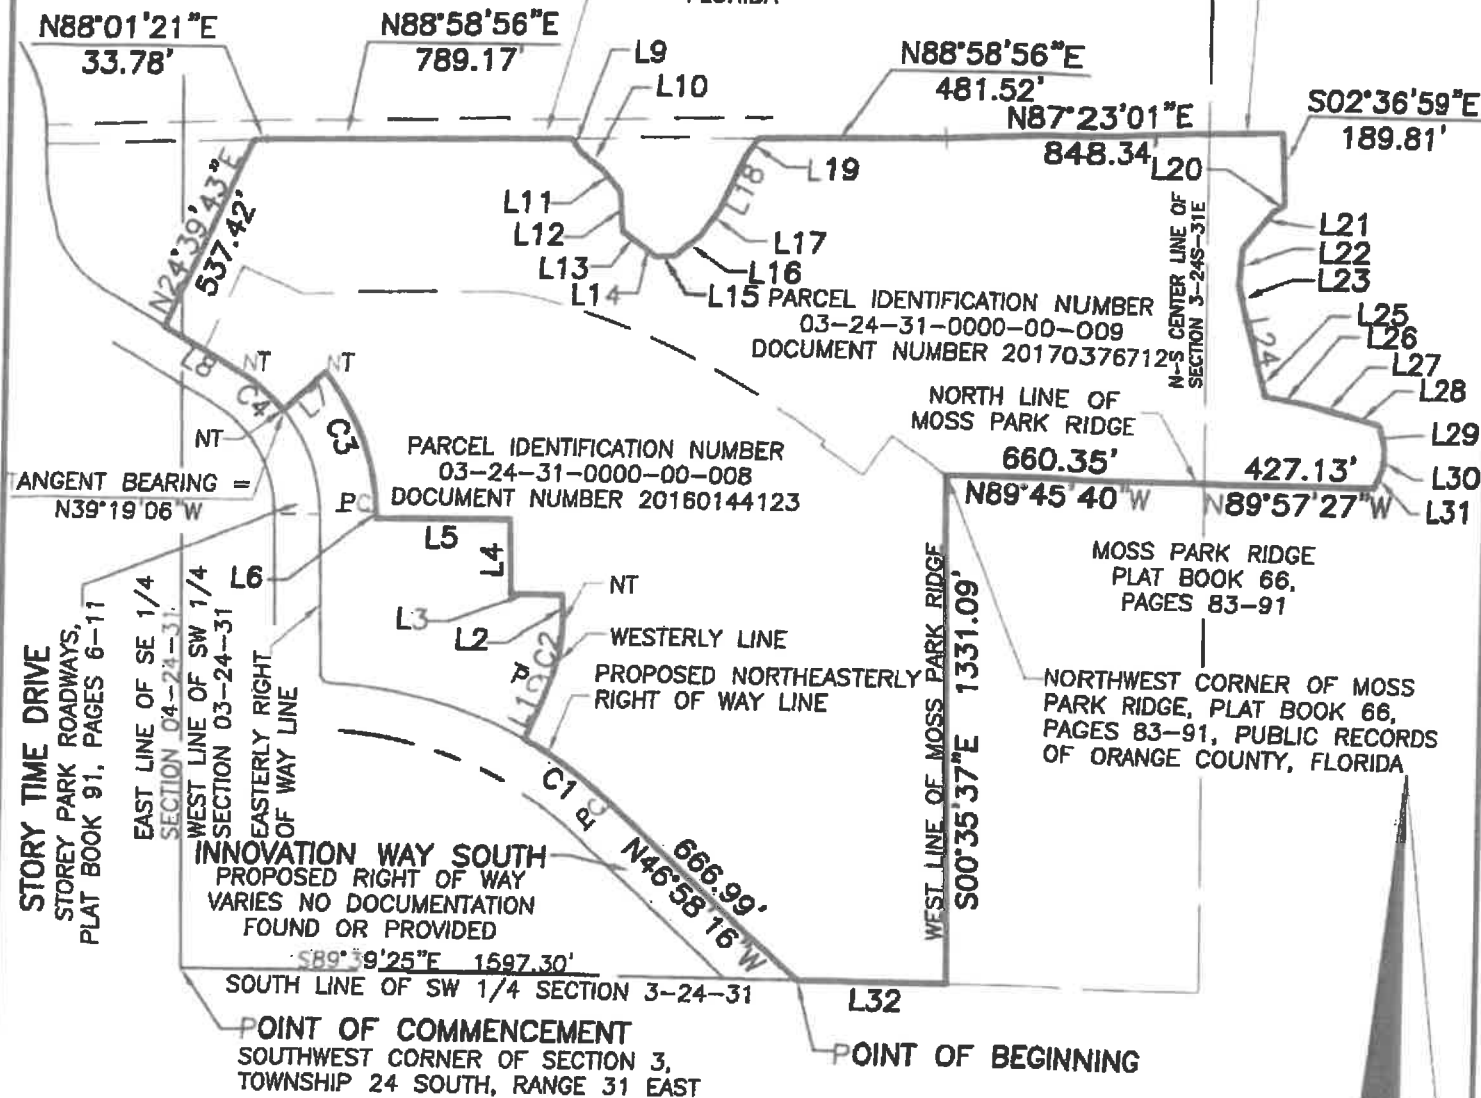 N88°01'21"E
33.78'
N88°58'56"E
789.17'
L9
L10
N88°58'56"E
481.52'
N87°23'01"E
848.34'
S02°36'59"E
189.81'
L11
L12
L13
L14
L15
L16
L17
L18
L19
L20
L21
L22
L23
L24
L25
L26
L27
L28
L29
L30
L31
N24°39'43"E
537.42'
N-S CENTER LINE OF
SECTION 3-24S-31E
PARCEL IDENTIFICATION NUMBER
03-24-31-0000-00-009
DOCUMENT NUMBER 20170376712
L8
NT
C4
L7
NT
C3
NT
TANGENT BEARING =
N39°19'06"W
PARCEL IDENTIFICATION NUMBER
03-24-31-0000-00-008
DOCUMENT NUMBER 20160144123
NORTH LINE OF
MOSS PARK RIDGE
660.35'
N89°45'40"W
427.13'
N89°57'27"W
PC
L5
L4
L6
L3
L2
NT
C2
WESTERLY LINE
PROPOSED NORTHEASTERLY
RIGHT OF WAY LINE
MOSS PARK RIDGE
PLAT BOOK 66,
PAGES 83-91
WEST LINE OF MOSS PARK RIDGE
S00°35'37"E 1331.09'
NORTHWEST CORNER OF MOSS
PARK RIDGE, PLAT BOOK 66,
PAGES 83-91, PUBLIC RECORDS
OF ORANGE COUNTY, FLORIDA
STORY TIME DRIVE
STOREY PARK ROADWAYS,
PLAT BOOK 91, PAGES 6-11
EAST LINE OF SE 1/4
SECTION 04-24-31
WEST LINE OF SW 1/4
SECTION 03-24-31
EASTERLY RIGHT
OF WAY LINE
C1
PC
666.99'
N46°58'16"W
INNOVATION WAY SOUTH
PROPOSED RIGHT OF WAY
VARIES NO DOCUMENTATION
FOUND OR PROVIDED
S89°39'25"E 1597.30'
SOUTH LINE OF SW 1/4 SECTION 3-24-31
L32
POINT OF COMMENCEMENT
SOUTHWEST CORNER OF SECTION 3,
TOWNSHIP 24 SOUTH, RANGE 31 EAST
POINT OF BEGINNING